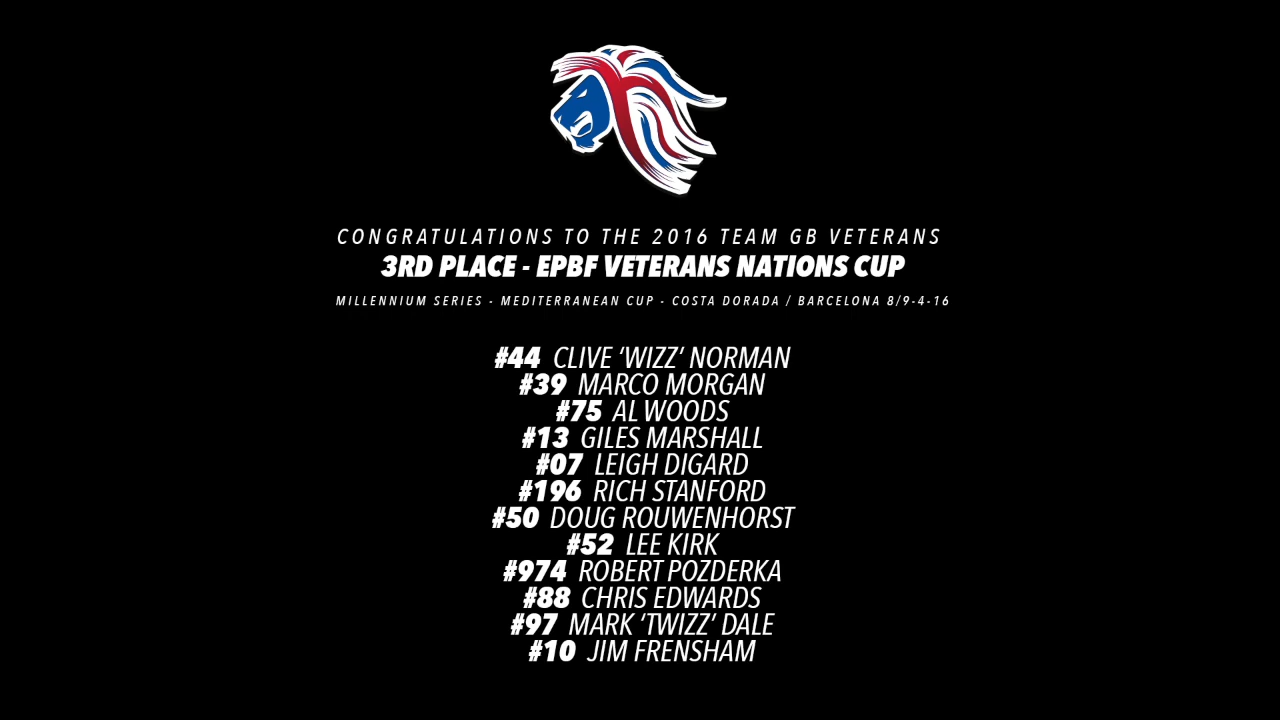 CONGRATULATIONS TO THE 2016 TEAM GB VETERANS
3RD PLACE - EPBF VETERANS NATIONS CUP
MILLENNIUM SERIES - MEDITERRANEAN CUP - COSTA DORADA / BARCELONA 8/9-4-16
#44 CLIVE ‘WIZZ’ NORMAN
#39 MARCO MORGAN
#75 AL WOODS
#13 GILES MARSHALL
#07 LEIGH DIGARD
#196 RICH STANFORD
#50 DOUG ROUWENHORST
#52 LEE KIRK
#974 ROBERT POZDERKA
#88 CHRIS EDWARDS
#97 MARK ‘TWIZZ’ DALE
#10 JIM FRENSHAM